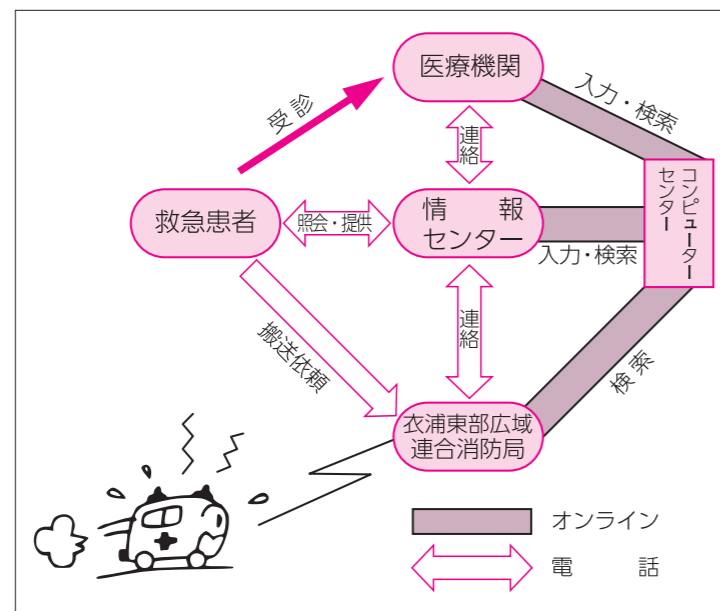 医療機関
受診
入力・検索
連絡
コンピューター
センター
救急患者
照会・提供
情　報
センター
入力・検索
連絡
搬送依頼
検索
衣浦東部広域
連合消防局
オンライン
電　話